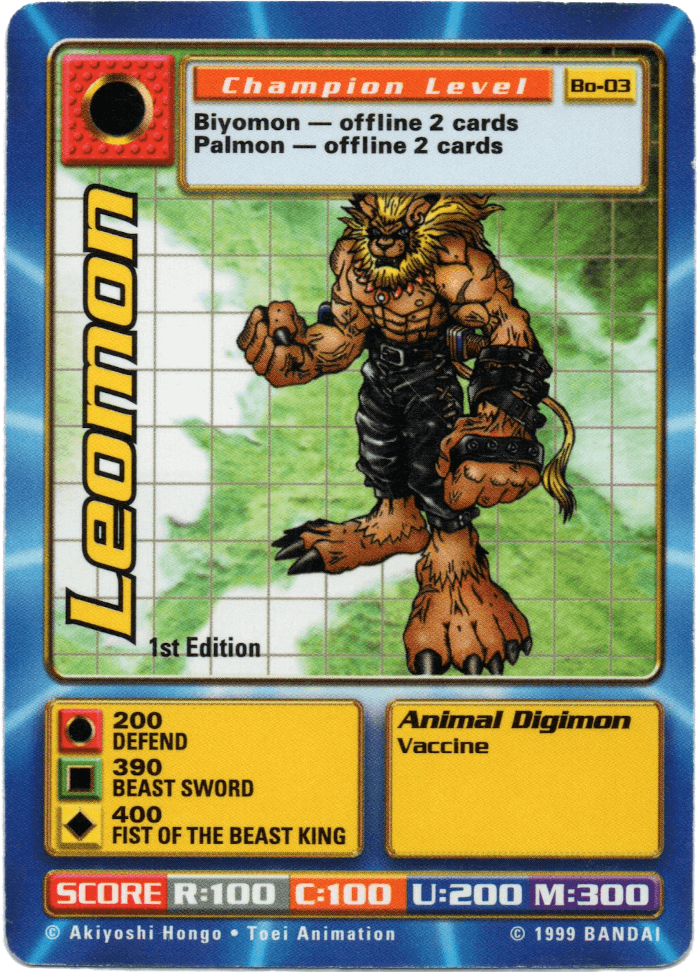 Champion Level
Bo-03
Biyomon — offline 2 cards
Palmon — offline 2 cards
Leomon
1st Edition
200
DEFEND
390
BEAST SWORD
400
FIST OF THE BEAST KING
Animal Digimon
Vaccine
SCORE R:100 C:100 U:200 M:300
© Akiyoshi Hongo • Toei Animation
© 1999 BANDAI